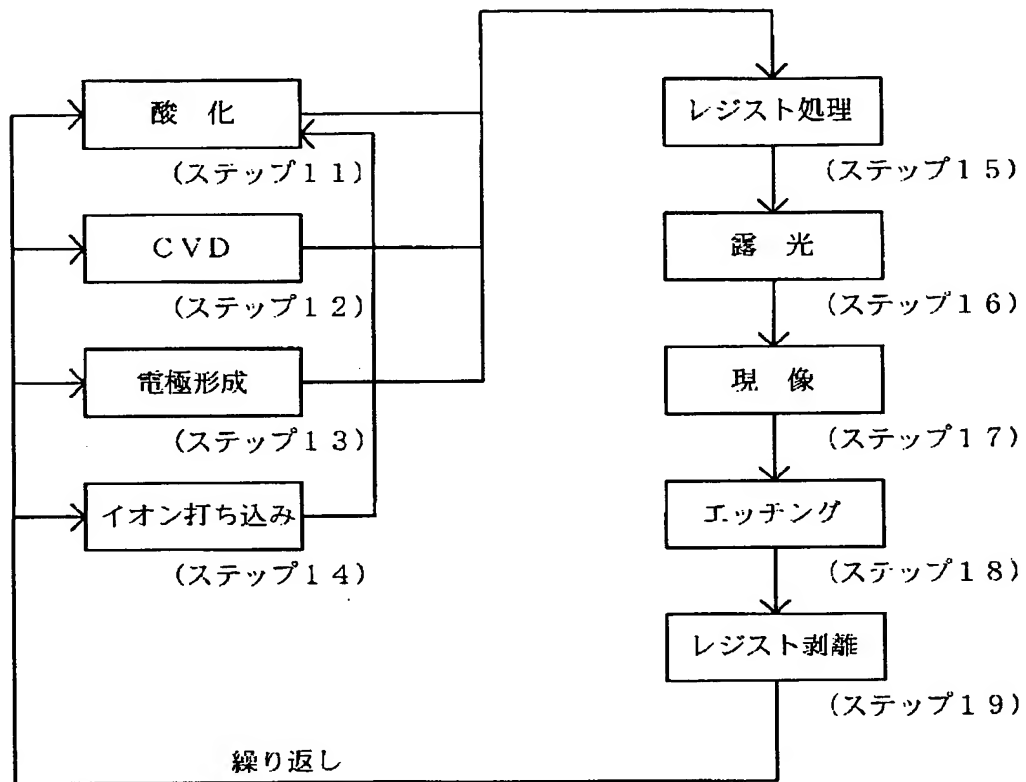 酸 化
(ステップ11)
CVD
(ステップ12)
電極形成
(ステップ13)
イオン打ち込み
(ステップ14)
レジスト処理
(ステップ15)
露 光
(ステップ16)
現 像
(ステップ17)
エッチング
(ステップ18)
レジスト剥離
(ステップ19)
繰り返し